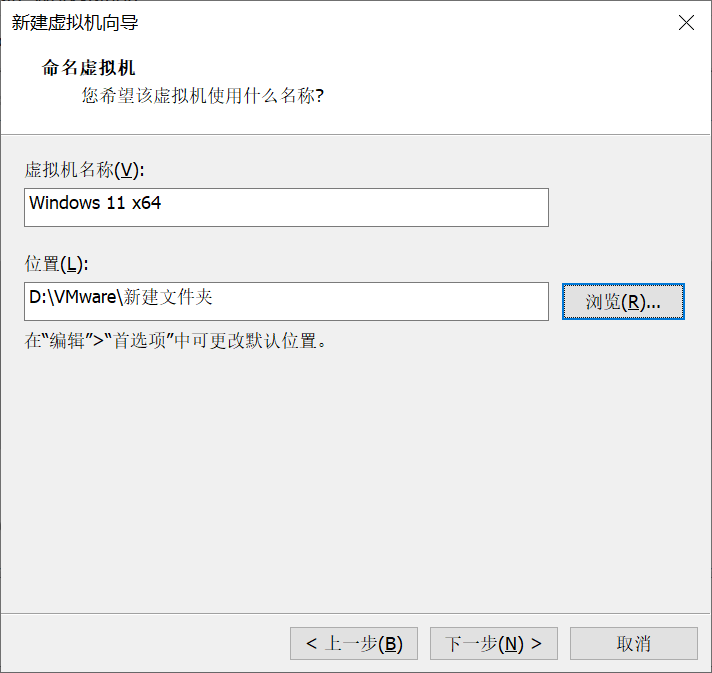 新建虚拟机向导
命名虚拟机
您希望该虚拟机使用什么名称?
虚拟机名称(V):
Windows 11 x64
位置(L):
D:\VMware\新建文件夹
浏览(R)...
在“编辑”>“首选项”中可更改默认位置。
< 上一步(B)
下一步(N) >
取消